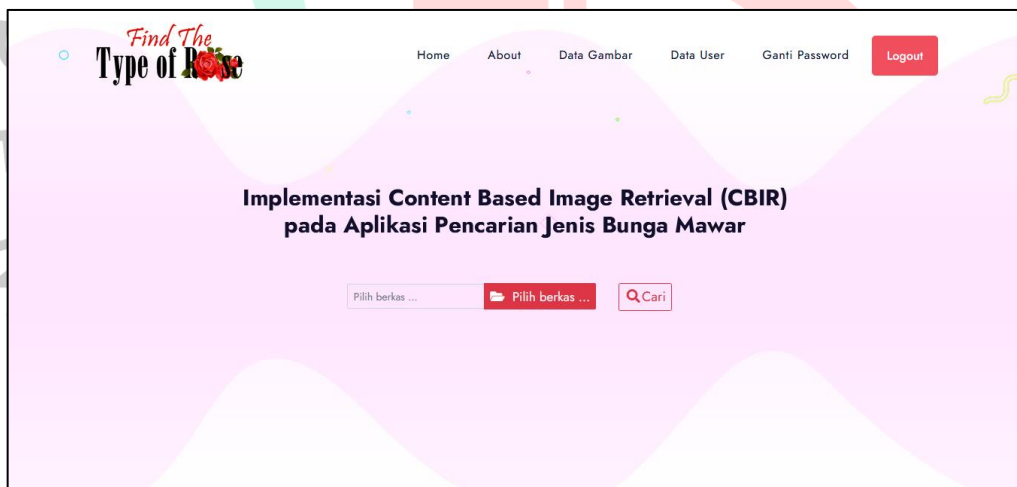 Find The
Type of Rose
Home About Data Gambar Data User Ganti Password Logout
Implementasi Content Based Image Retrieval (CBIR)
pada Aplikasi Pencarian Jenis Bunga Mawar
Pilih berkas ... Pilih berkas ... Cari